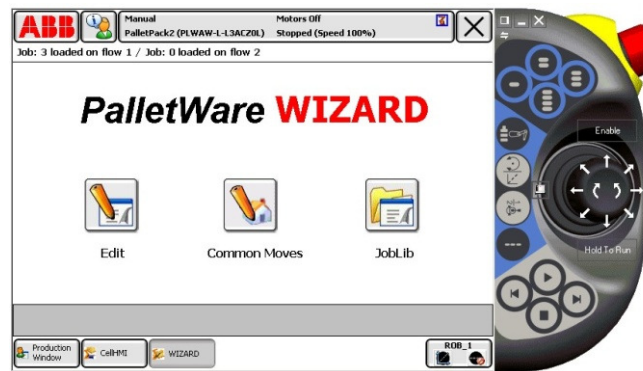 ABB
Manual
Motors Off
PalletPack2 (PLWAW-L-L3ACZ0L)
Stopped (Speed 100%)
Job: 3 loaded on flow 1 / Job: 0 loaded on flow 2
PalletWare WIZARD
Edit
Common Moves
JobLib
Enable
Hold To Run
Production
Window
CellHMI
WIZARD
ROB_1